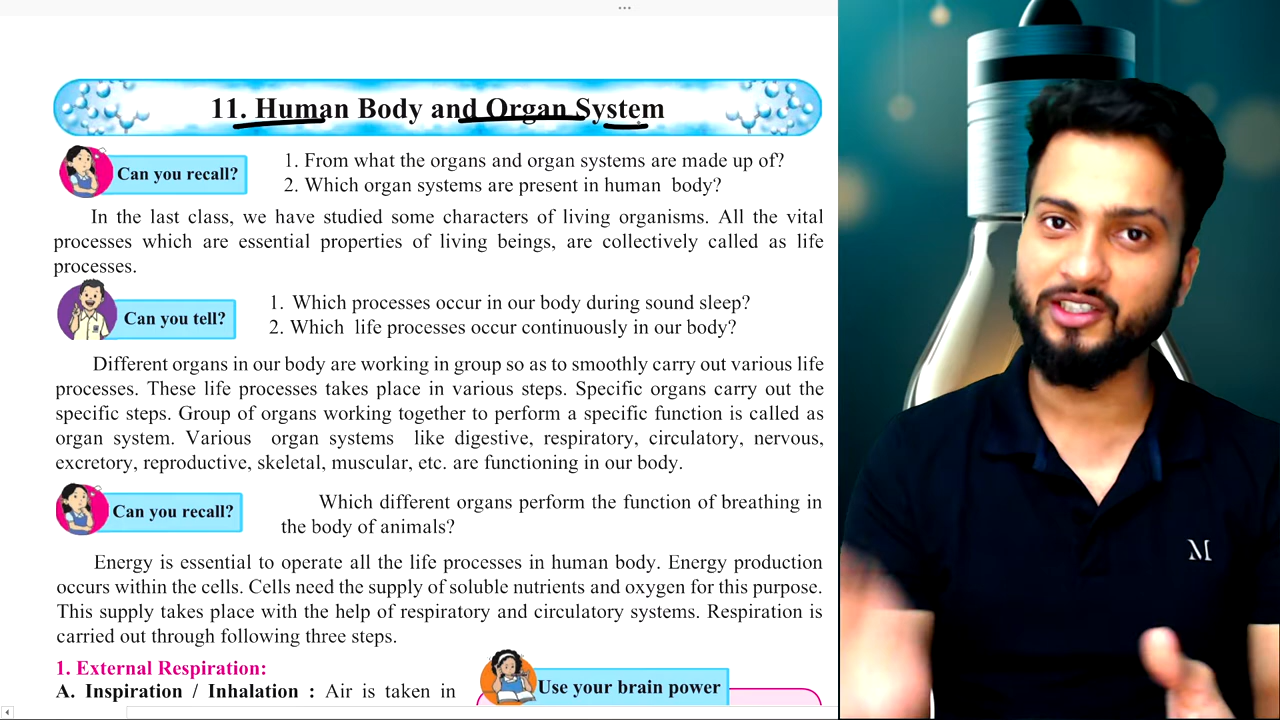 11. Human Body and Organ System
Can you recall?
1. From what the organs and organ systems are made up of?
2. Which organ systems are present in human body?
In the last class, we have studied some characters of living organisms. All the vital
processes which are essential properties of living beings, are collectively called as life
processes.
Can you tell?
1. Which processes occur in our body during sound sleep?
2. Which life processes occur continuously in our body?
Different organs in our body are working in group so as to smoothly carry out various life
processes. These life processes takes place in various steps. Specific organs carry out the
specific steps. Group of organs working together to perform a specific function is called as
organ system. Various organ systems like digestive, respiratory, circulatory, nervous,
excretory, reproductive, skeletal, muscular, etc. are functioning in our body.
Can you recall?
Which different organs perform the function of breathing in
the body of animals?
Energy is essential to operate all the life processes in human body. Energy production
occurs within the cells. Cells need the supply of soluble nutrients and oxygen for this purpose.
This supply takes place with the help of respiratory and circulatory systems. Respiration is
carried out through following three steps.
1. External Respiration:
A. Inspiration / Inhalation : Air is taken in
Use your brain power
M